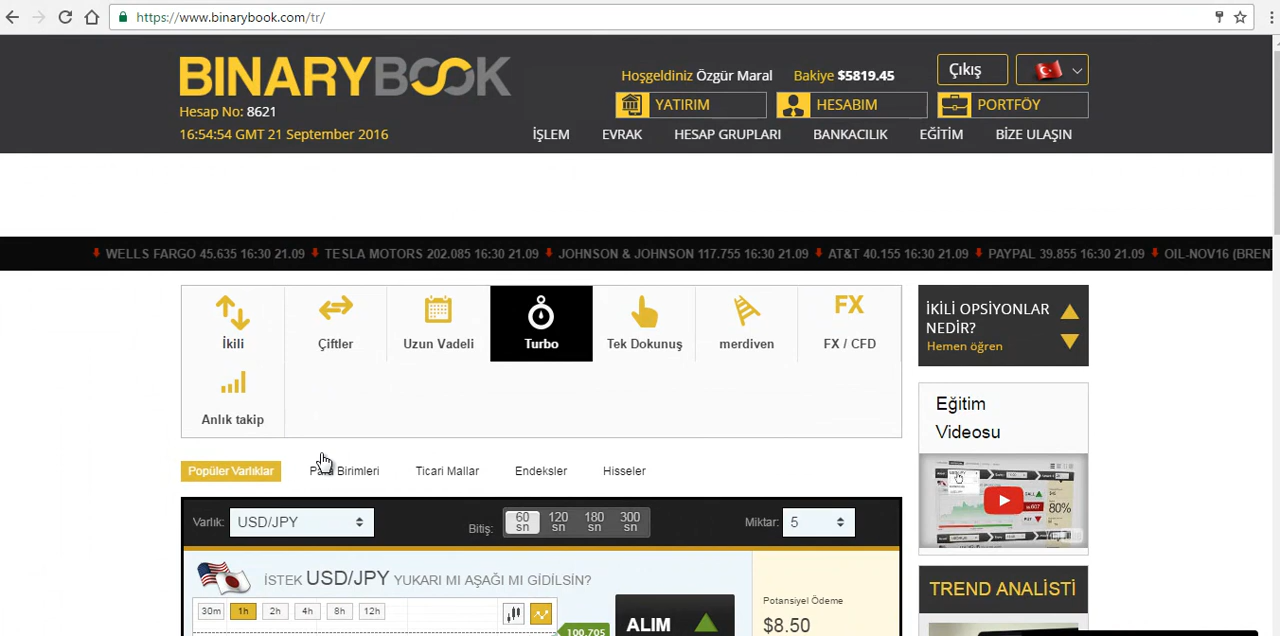 https://www.binarybook.com/tr/
BINARYBOOK
Hoşgeldiniz Özgür Maral
Bakiye $5819.45
Çıkış
Hesap No: 8621
YATIRIM
HESABIM
PORTFÖY
16:54:54 GMT 21 September 2016
İŞLEM EVRAK HESAP GRUPLARI BANKACILIK EĞİTİM BİZE ULAŞIN
WELLS FARGO 45.635 16:30 21.09 TESLA MOTORS 202.085 16:30 21.09 JOHNSON & JOHNSON 117.755 16:30 21.09 AT&T 40.155 16:30 21.09 PAYPAL 39.855 16:30 21.09 OIL-NOV16 (BREN
FX
İkili Çiftler Uzun Vadeli Turbo Tek Dokunuş merdiven FX / CFD
Anlık takip
İKİLİ OPSİYONLAR
NEDİR?
Hemen öğren
Eğitim
Videosu
80%
Popüler Varlıklar Para Birimleri Ticari Mallar Endeksler Hisseler
Varlık: USD/JPY
Bitiş: 60 sn 120 sn 180 sn 300 sn
Miktar: 5
İSTEK USD/JPY YUKARI MI AŞAĞI MI GİDİLSİN?
30m 1h 2h 4h 8h 12h
100.705
ALIM
Potansiyel Ödeme
$8.50
TREND ANALİSTİ